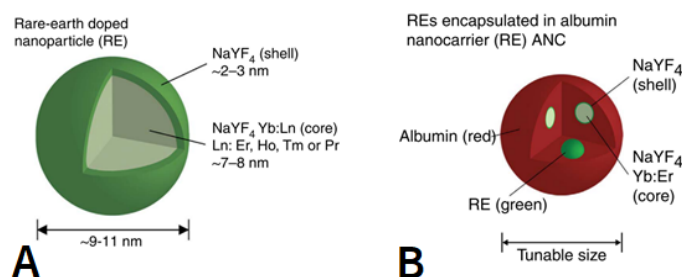 Rare-earth doped
nanoparticle (RE)
NaYF4 (shell)
~2–3 nm
NaYF4 Yb:Ln (core)
Ln: Er, Ho, Tm or Pr
~7–8 nm
~9-11 nm
A
REs encapsulated in albumin
nanocarrier (RE) ANC
NaYF4
(shell)
Albumin (red)
NaYF4
Yb:Er
(core)
RE (green)
Tunable size
B